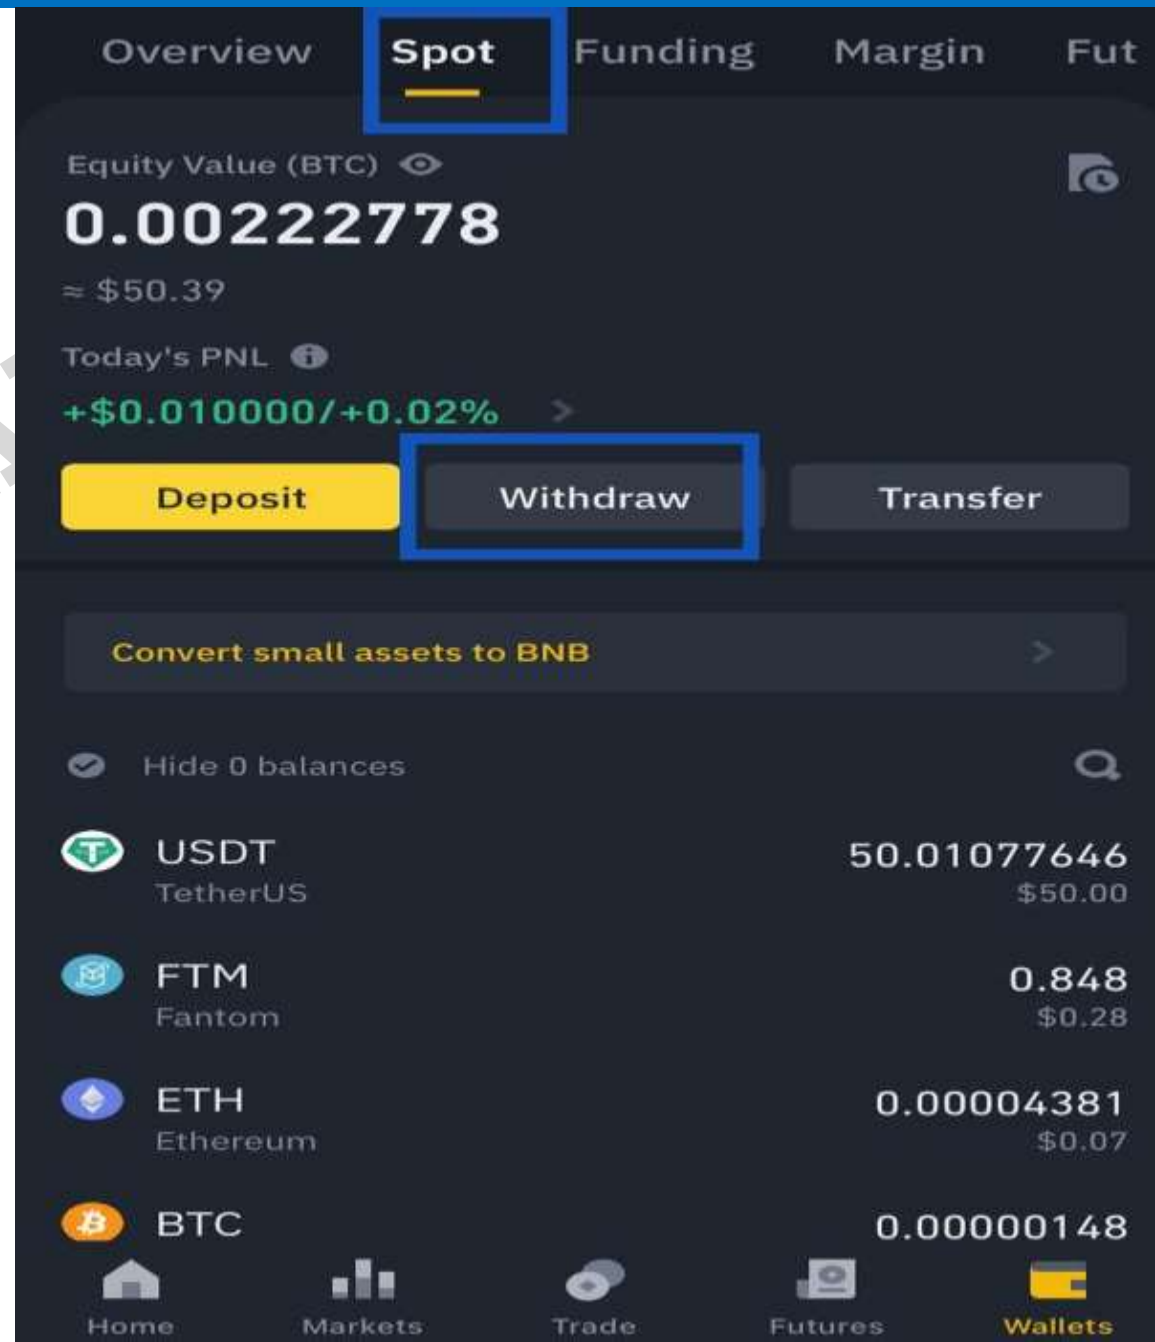 Overview Spot Funding Margin Fut
Equity Value (BTC)
0.00222778
≈ $50.39
Today's PNL
+$0.010000/+0.02% >
Deposit Withdraw Transfer
Convert small assets to BNB >
Hide 0 balances
USDT 50.01077646
TetherUS $50.00
FTM 0.848
Fantom $0.28
ETH 0.00004381
Ethereum $0.07
BTC 0.00000148
Home Markets Trade Futures Wallets